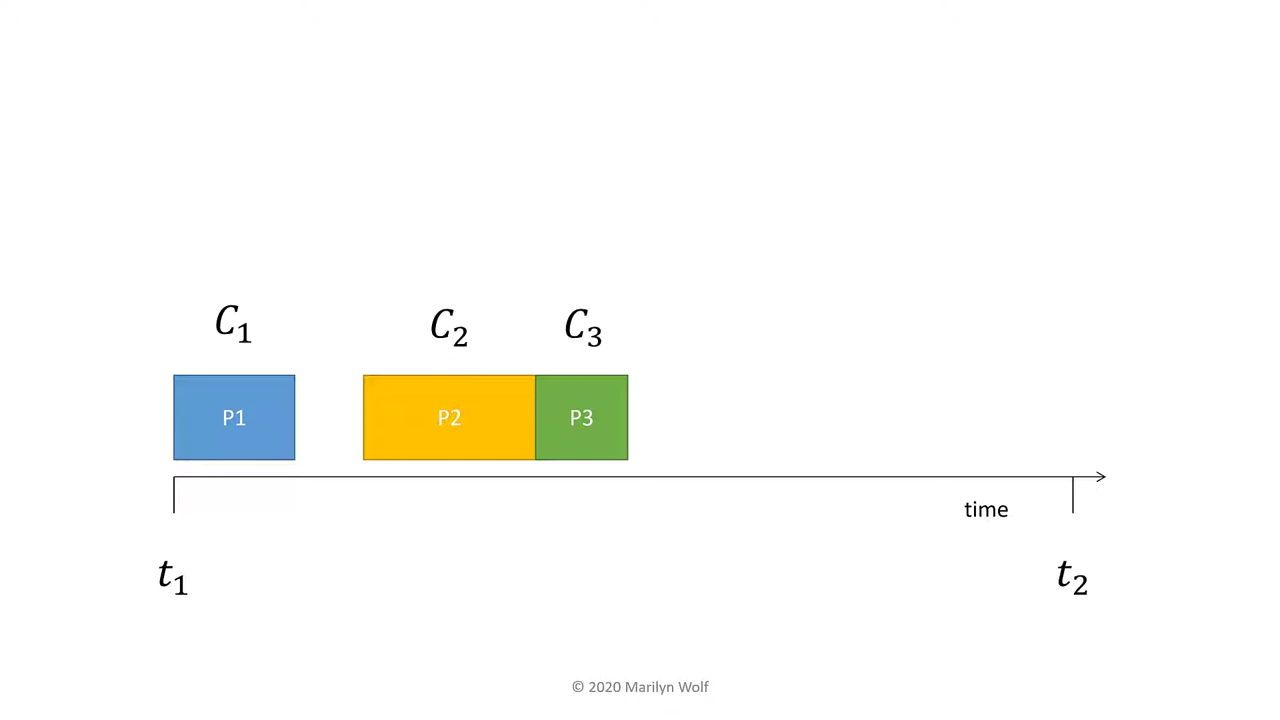 C₁ C₂ C₃
P1 P2 P3
time
t₁ t₂
© 2020 Marilyn Wolf